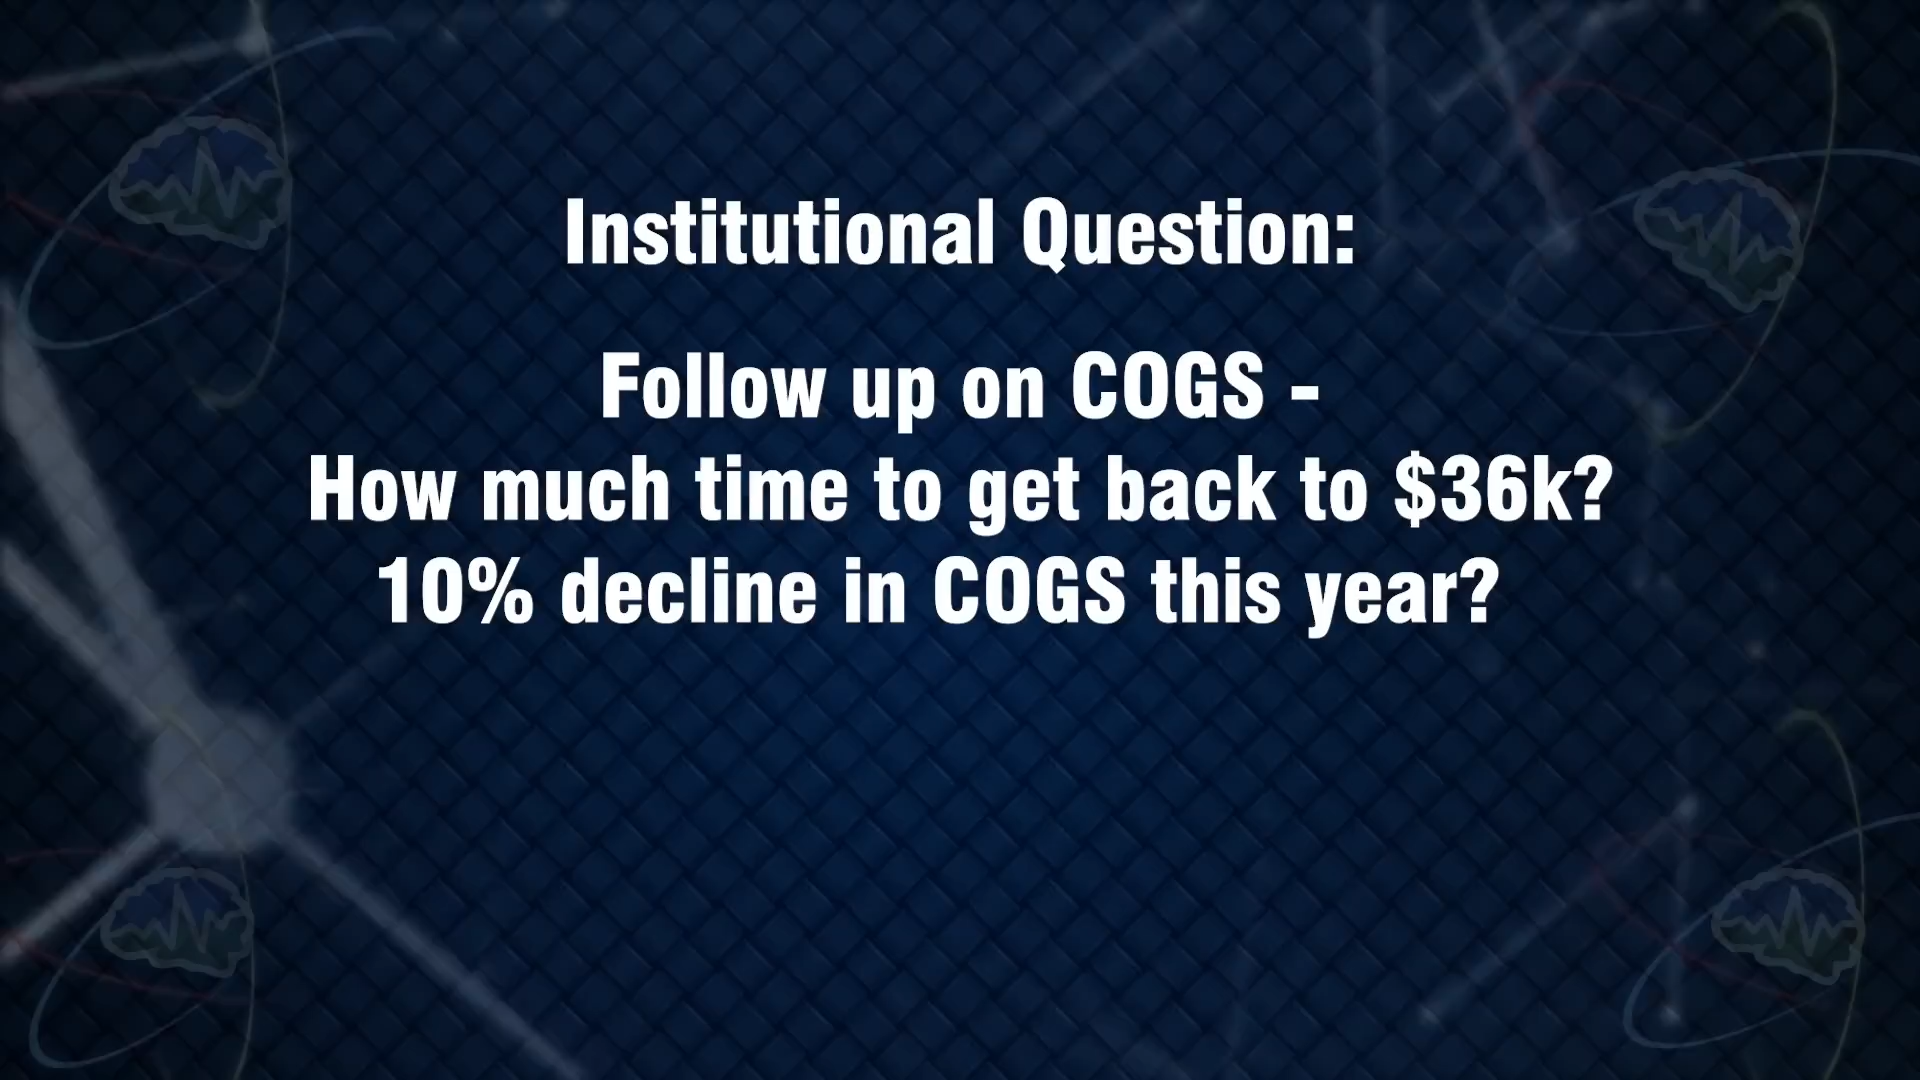 Institutional Question:
Follow up on COGS -
How much time to get back to $36k?
10% decline in COGS this year?